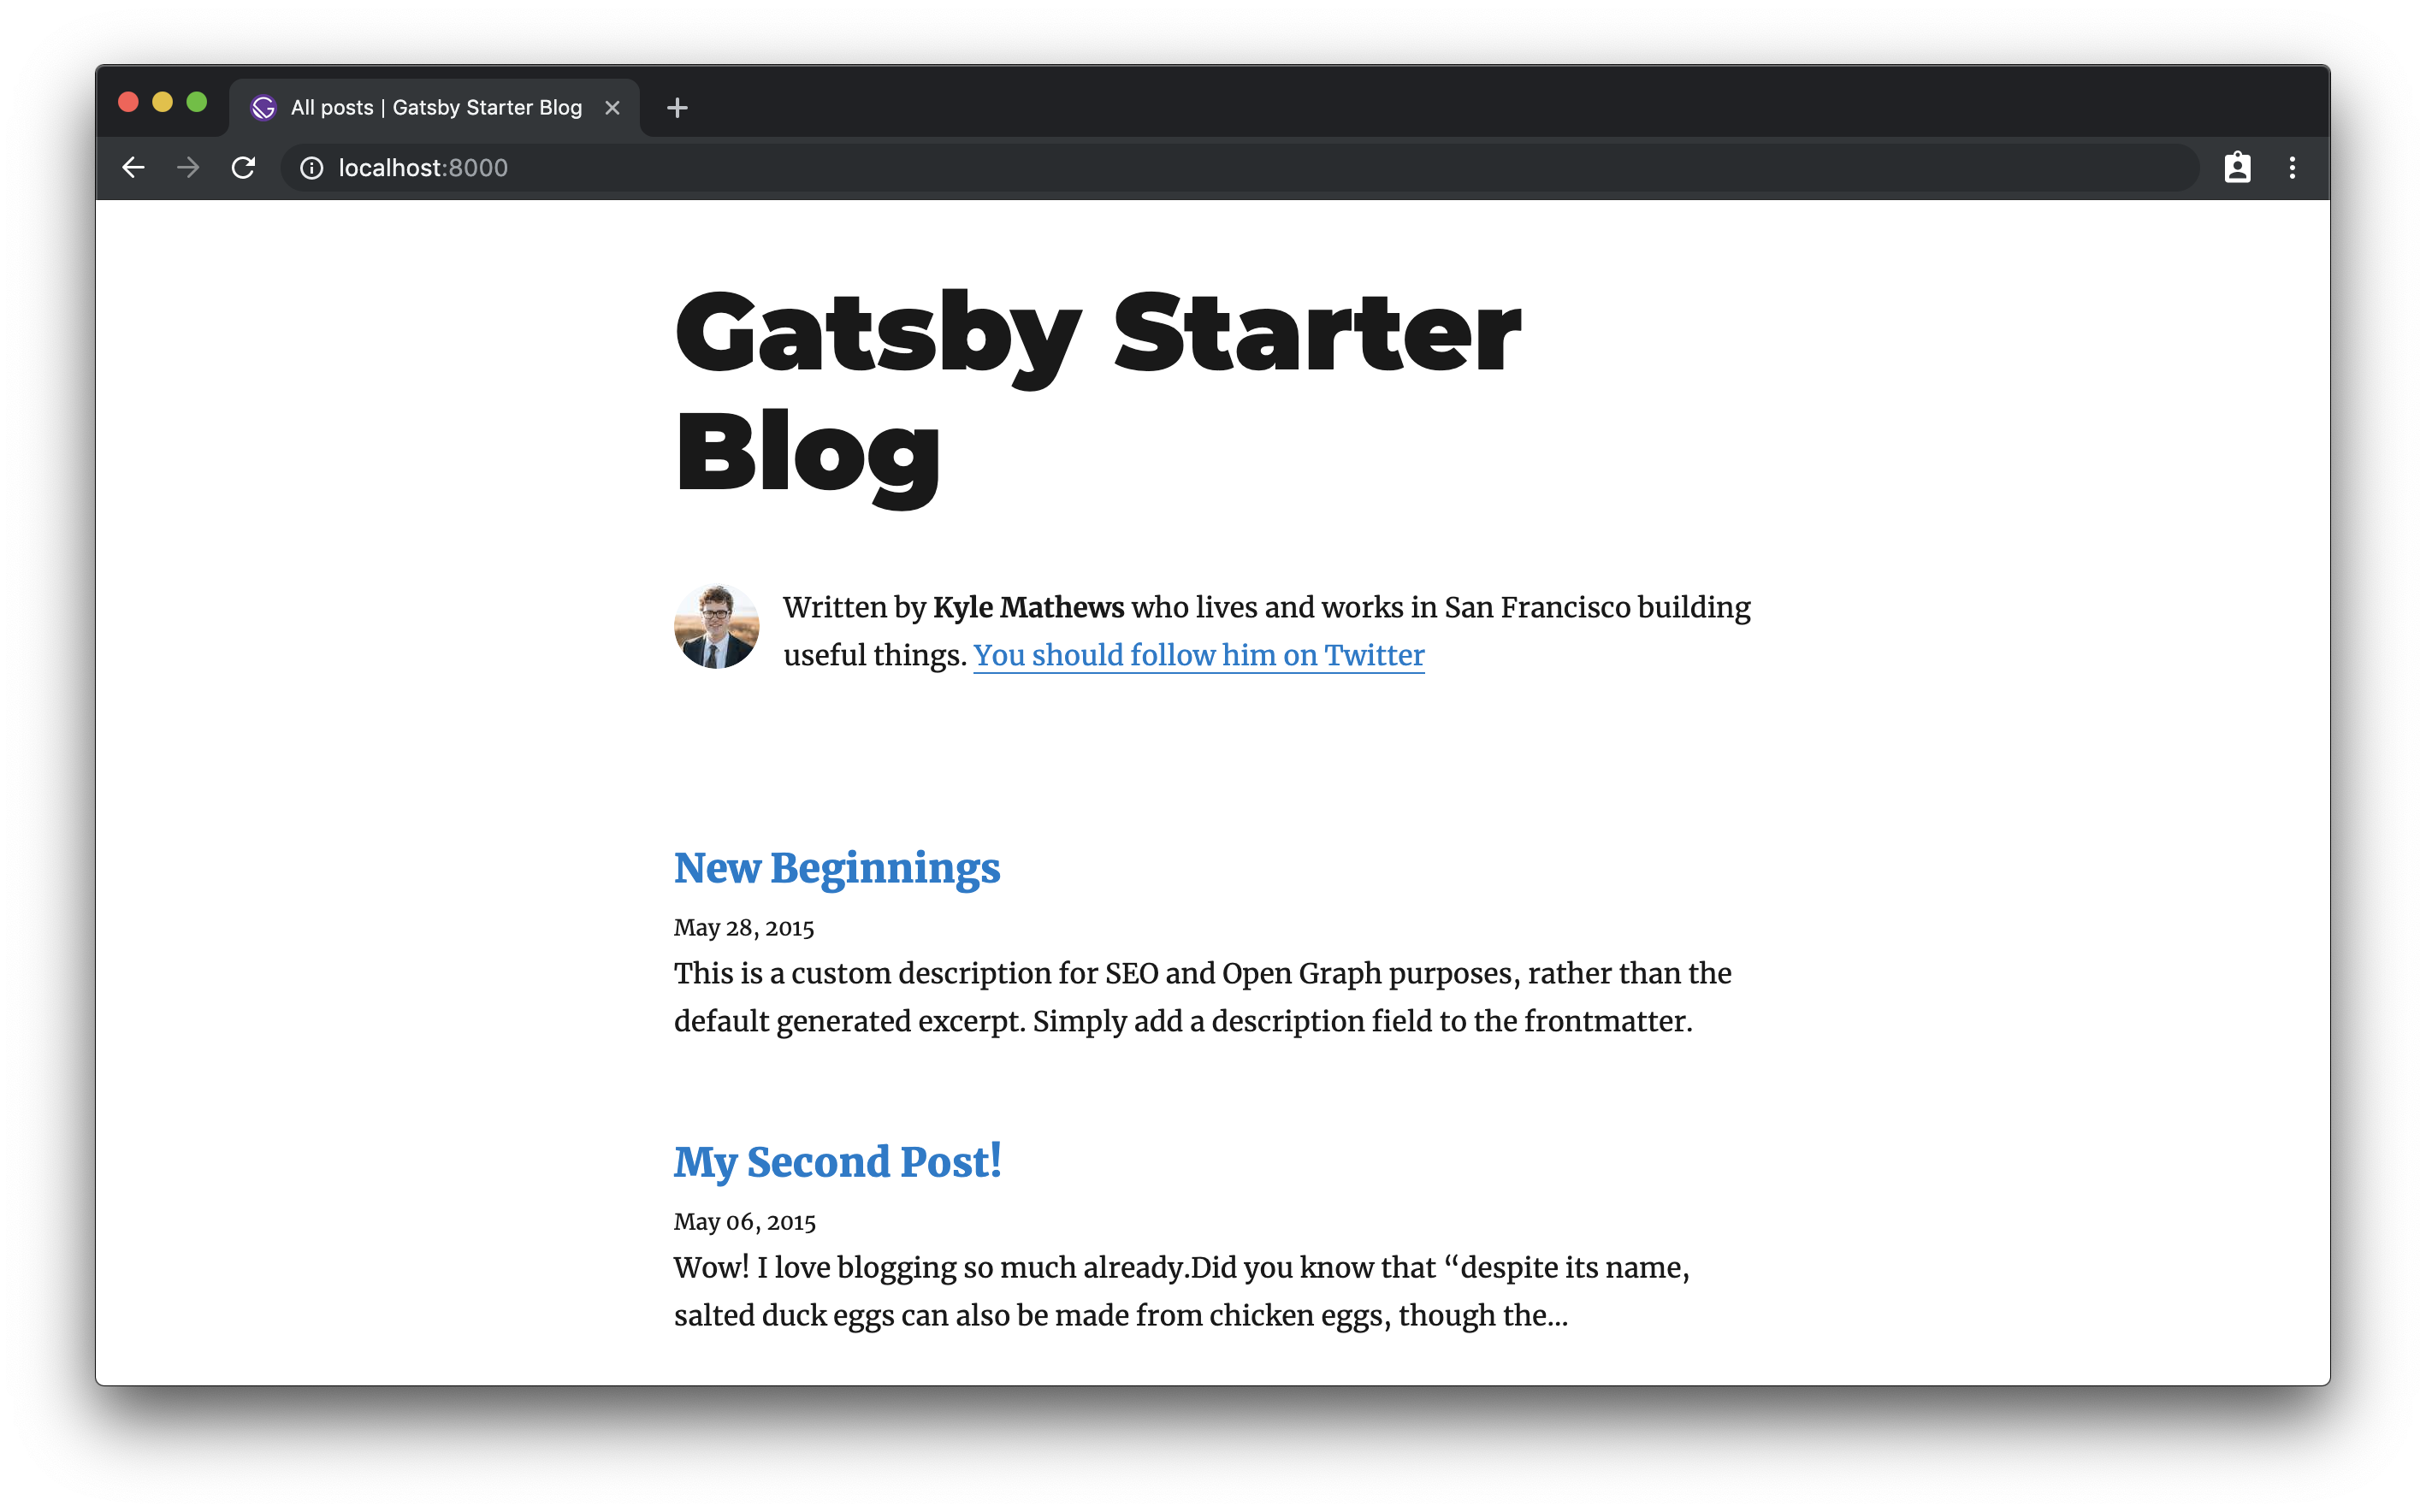 All posts | Gatsby Starter Blog
localhost:8000
Gatsby Starter
Blog
Written by Kyle Mathews who lives and works in San Francisco building
useful things. You should follow him on Twitter
New Beginnings
May 28, 2015
This is a custom description for SEO and Open Graph purposes, rather than the
default generated excerpt. Simply add a description field to the frontmatter.
My Second Post!
May 06, 2015
Wow! I love blogging so much already.Did you know that “despite its name,
salted duck eggs can also be made from chicken eggs, though the…